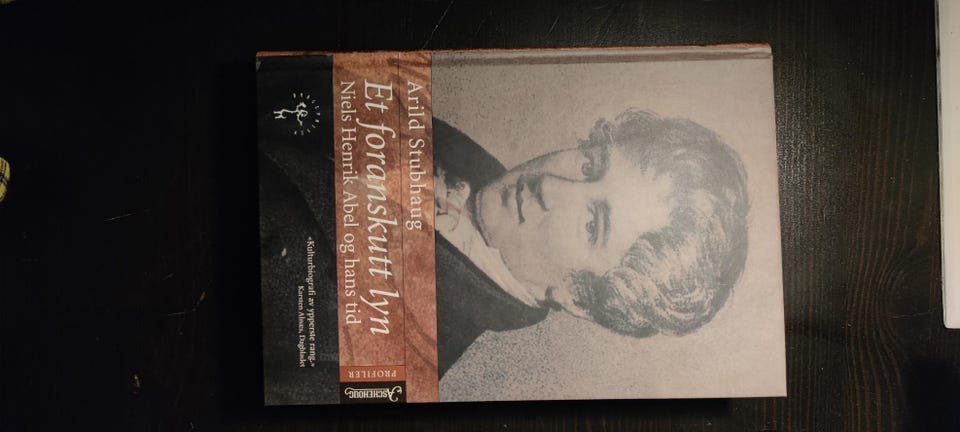 Arild Stubhaug
Et foranskutt lyn
Niels Henrik Abel og hans tid
PROFILER
ASCHEHOUG
«Kulturbiografi av ypperste rang.»
Karsten Alnæs, Dagbladet